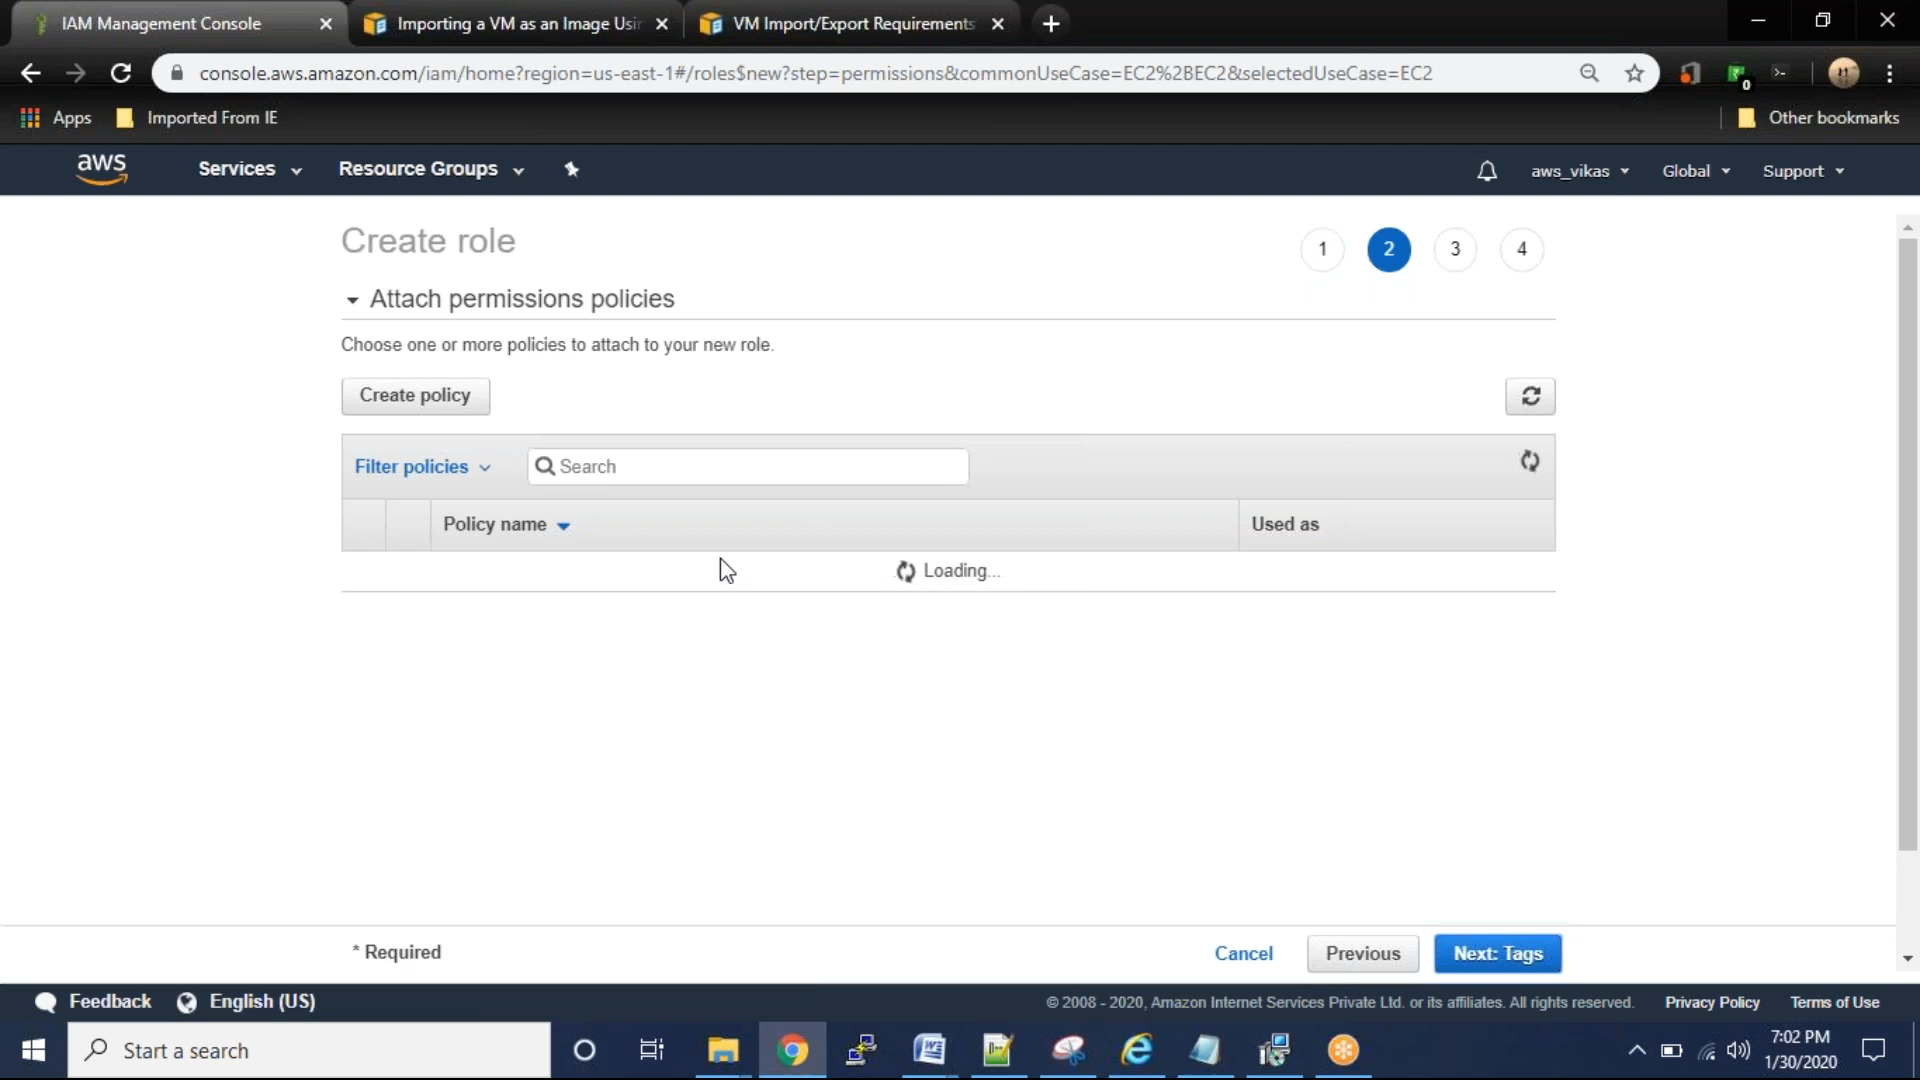 IAM Management Console
Importing a VM as an Image Usin
VM Import/Export Requirements
console.aws.amazon.com/iam/home?region=us-east-1#/roles$new?step=permissions&commonUseCase=EC2%2BEC2&selectedUseCase=EC2
0
Apps
Imported From IE
Other bookmarks
aws
Services
Resource Groups
aws_vikas
Global
Support
Create role
1
2
3
4
Attach permissions policies
Choose one or more policies to attach to your new role.
Create policy
Filter policies
Search
Policy name
Used as
Loading...
* Required
Cancel
Previous
Next: Tags
Feedback
English (US)
© 2008 - 2020, Amazon Internet Services Private Ltd. or its affiliates. All rights reserved.
Privacy Policy
Terms of Use
Start a search
7:02 PM
1/30/2020